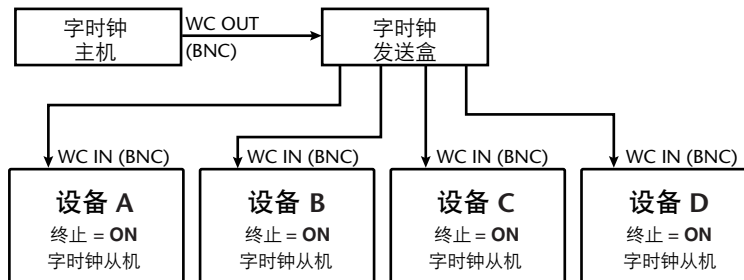 字时钟
主机
WC OUT
(BNC)
字时钟
发送盒
WC IN (BNC)
WC IN (BNC)
WC IN (BNC)
WC IN (BNC)
设备 A
终止 = ON
字时钟从机
设备 B
终止 = ON
字时钟从机
设备 C
终止 = ON
字时钟从机
设备 D
终止 = ON
字时钟从机